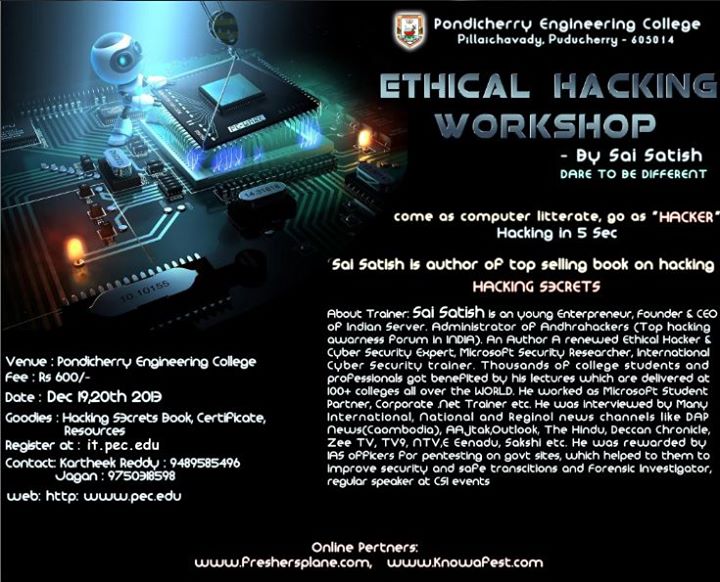 Pondicherry Engineering College
Pillaichavady, Puducherry - 605014
ETHICAL HACKING
WORKSHOP
- By Sai Satish
DARE TO BE DIFFERENT
come as computer litterate, go as "HACKER"
Hacking in 5 Sec
Sai Satish is author of top selling book on hacking
HACKING S3CRETS
About Trainer: Sai Satish is an young Enterpreneur, Founder & CEO
of Indian Server. Administrator of Andhrahackers (Top hacking
awarness Forum in INDIA). An Author A renewed Ethical Hacker &
Cyber Security Expert, Microsoft Security Researcher, International
Cyber Security trainer. Thousands of college students and
professionals got benefited by his lectures which are delivered at
100+ colleges all over the WORLD. He worked as Microsoft Student
Partner, Corporate .Net Trainer etc. He was interviewed by Many
International, National and Reginol news channels like DAP
News(Caombodia), AAjtak,Outlook, The Hindu, Deccan Chronicle,
Zee TV, TV9, NTV,E Eenadu, Sakshi etc. He was rewarded by
IAS offikers for pentesting on govt sites, which helped to them to
improve security and safe transcitions and Forensic Investigator,
regular speaker at CSI events
Venue : Pondicherry Engineering College
Fee : Rs 600/-
Date : Dec 19,20th 2013
Goodies : Hacking S3crets Book, Certificate,
Resources
Register at : it.pec.edu
Contact: Kartheek Reddy : 9489585496
Jagan : 9750318598
web: http: www.pec.edu
Online Pertners:
www.Freshersplane.com, www.KnowaFest.com